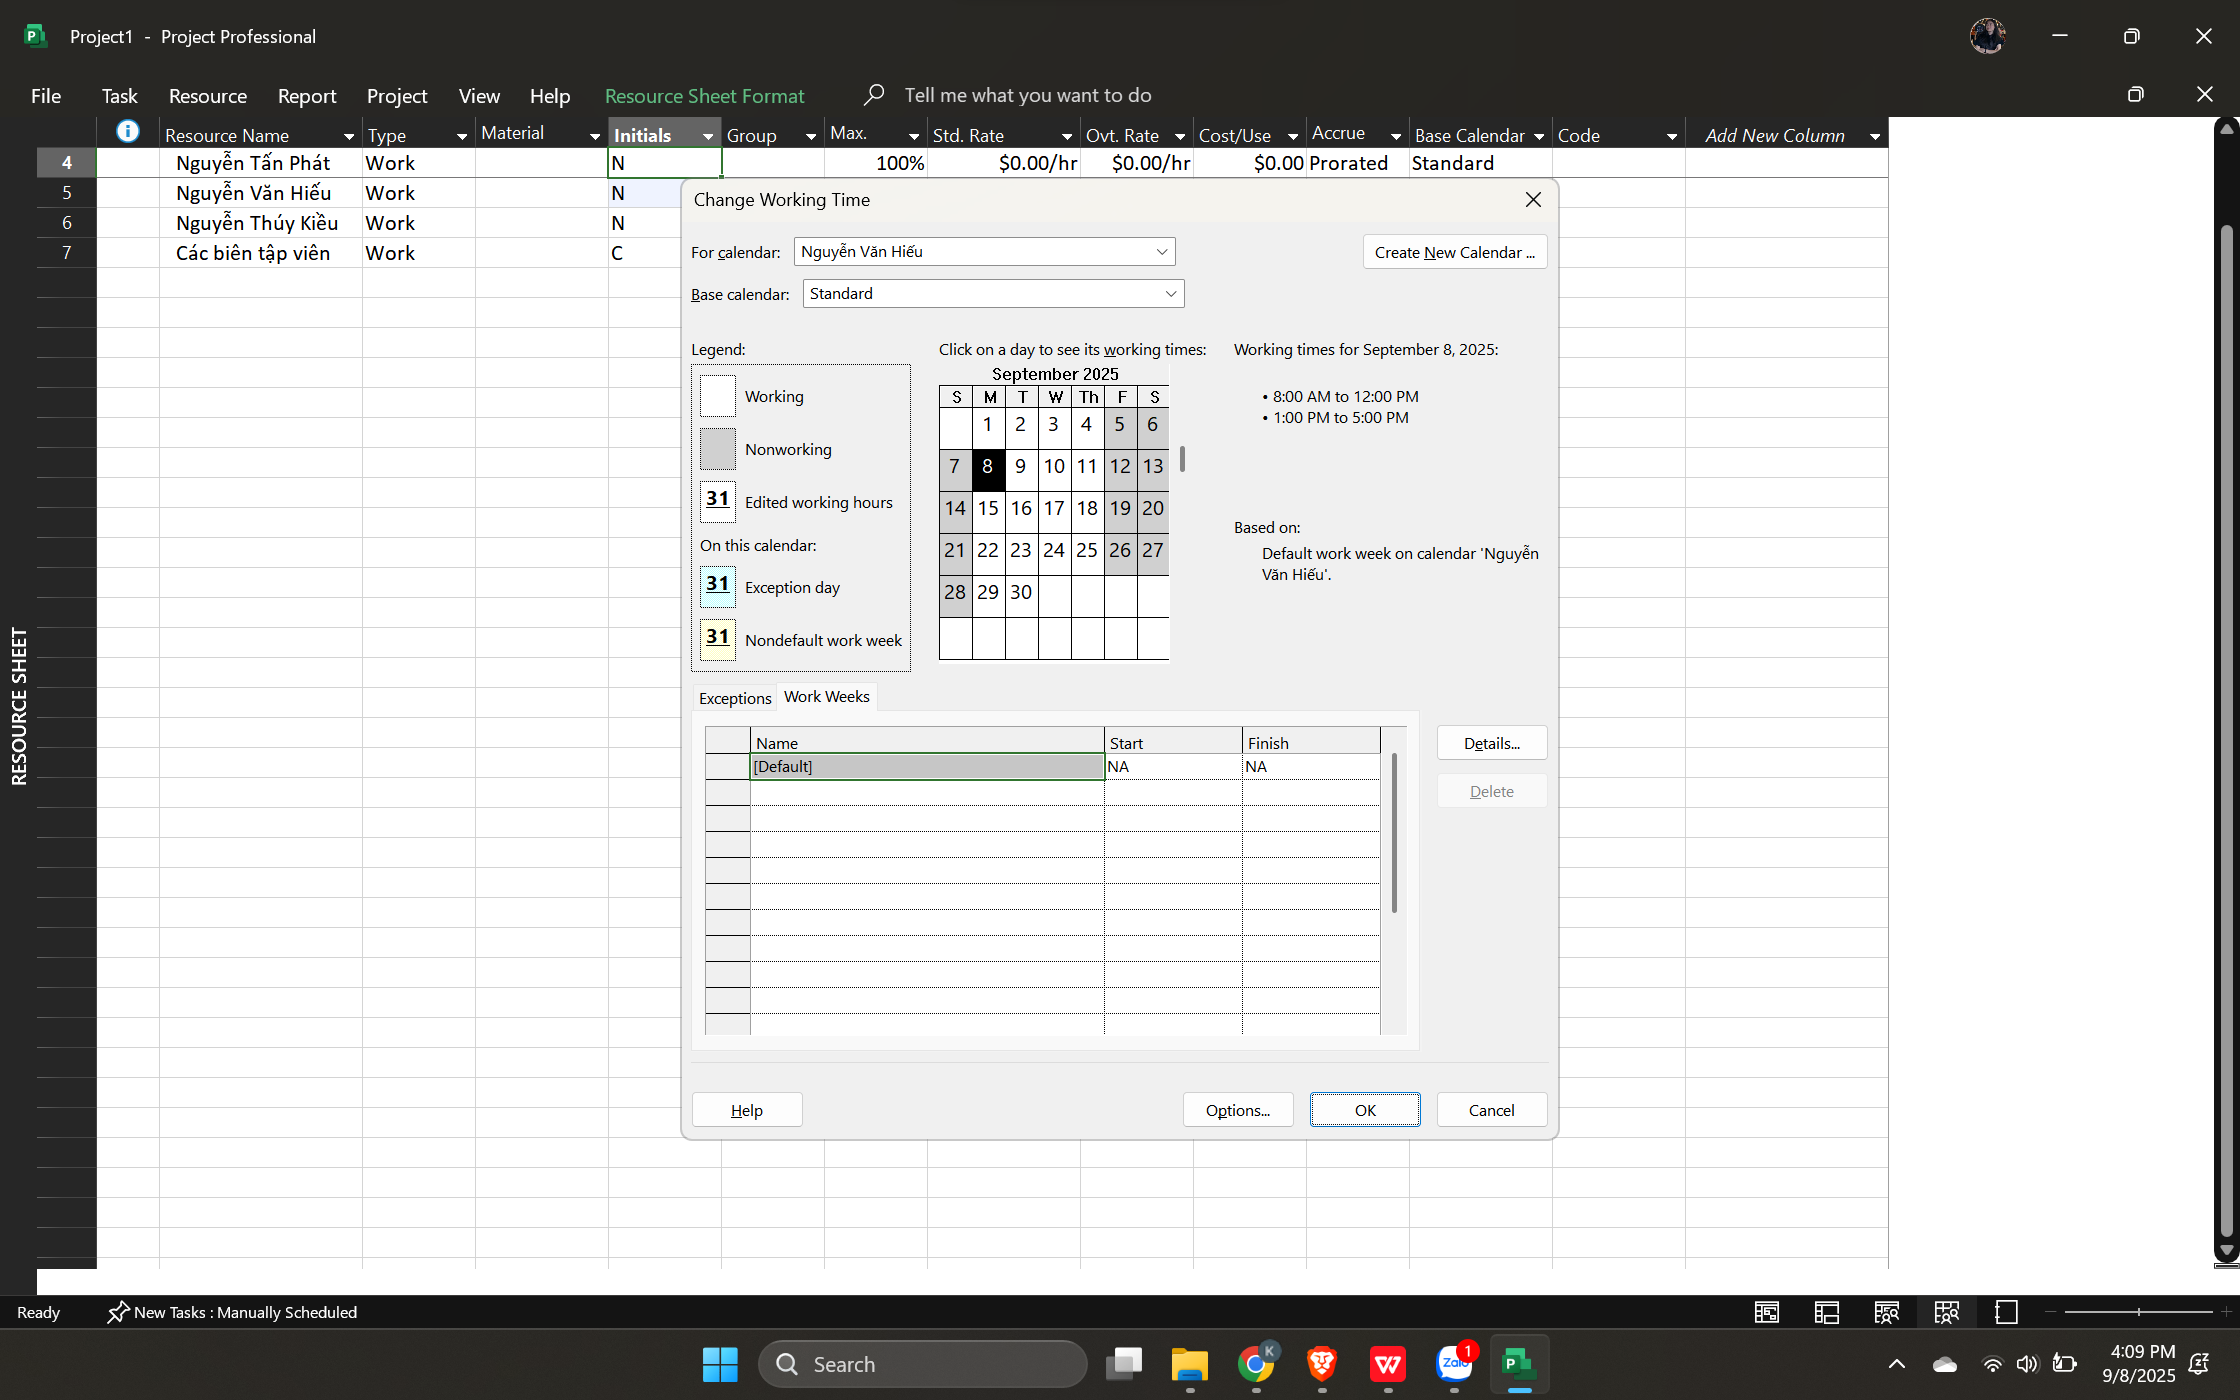 Project1 - Project Professional
File Task Resource Report Project View Help Resource Sheet Format Tell me what you want to do
Resource Name Type Material Initials Group Max. Std. Rate Ovt. Rate Cost/Use Accrue Base Calendar Code Add New Column
4 Nguyễn Tấn Phát Work N 100% $0.00/hr $0.00/hr $0.00 Prorated Standard
5 Nguyễn Văn Hiếu Work N
6 Nguyễn Thúy Kiều Work N
7 Các biên tập viên Work C
RESOURCE SHEET
Change Working Time
For calendar: Nguyễn Văn Hiếu Create New Calendar ...
Base calendar: Standard
Legend:
Working
Nonworking
31 Edited working hours
On this calendar:
31 Exception day
31 Nondefault work week
Click on a day to see its working times:
September 2025
S M T W Th F S
1 2 3 4 5 6
7 8 9 10 11 12 13
14 15 16 17 18 19 20
21 22 23 24 25 26 27
28 29 30
Working times for September 8, 2025:
• 8:00 AM to 12:00 PM
• 1:00 PM to 5:00 PM
Based on:
Default work week on calendar 'Nguyễn
Văn Hiếu'.
Exceptions Work Weeks
Name Start Finish
[Default] NA NA
Details...
Delete
Help Options... OK Cancel
Ready New Tasks : Manually Scheduled
Search
K
Zalo
1
4:09 PM
9/8/2025